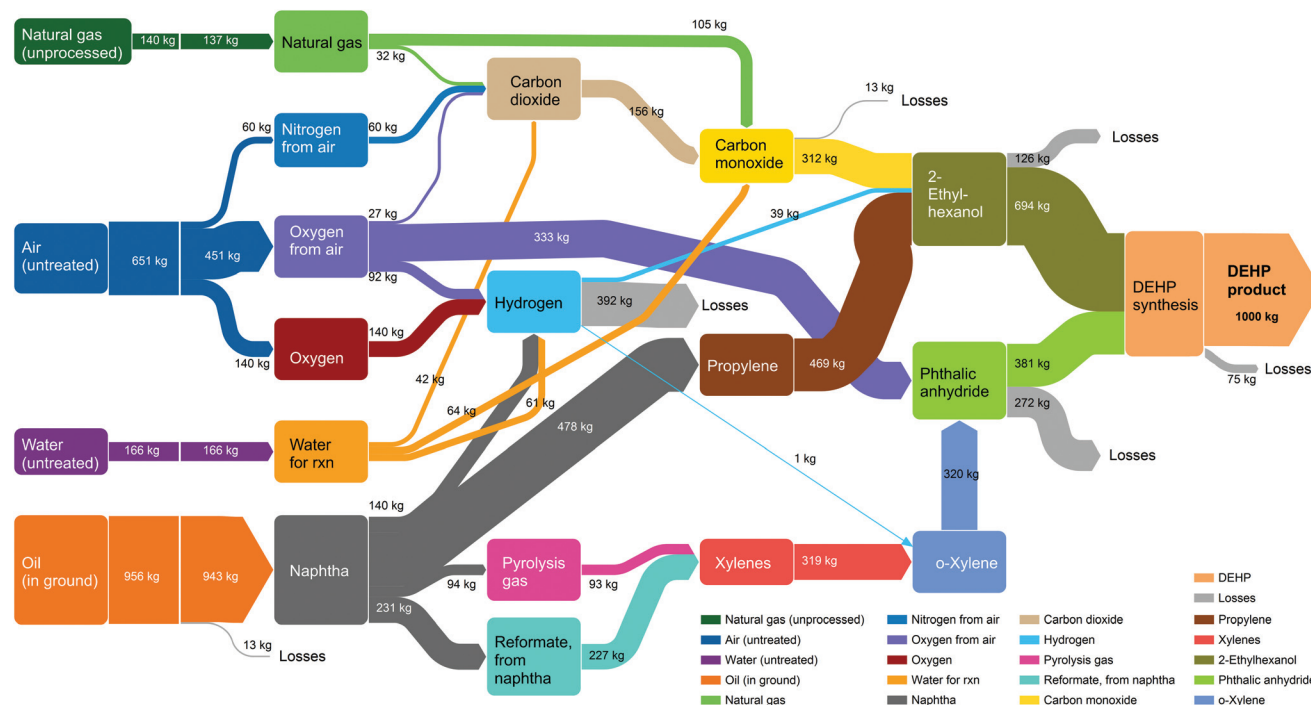 Natural gas
(unprocessed)
140 kg
137 kg
Natural gas
105 kg
32 kg
Carbon
dioxide
156 kg
13 kg
Losses
60 kg
Nitrogen
from air
60 kg
Carbon
monoxide
312 kg
2-
Ethyl-
hexanol
126 kg
Losses
694 kg
Air
(untreated)
651 kg
451 kg
Oxygen
from air
27 kg
333 kg
92 kg
39 kg
Hydrogen
392 kg
Losses
DEHP
synthesis
DEHP
product
1000 kg
75 kg
Losses
140 kg
Oxygen
140 kg
Propylene
469 kg
Phthalic
anhydride
381 kg
272 kg
Losses
42 kg
64 kg
61 kg
478 kg
Water
(untreated)
166 kg
166 kg
Water
for rxn
1 kg
320 kg
140 kg
Oil
(in ground)
956 kg
943 kg
13 kg
Losses
Naphtha
94 kg
231 kg
Pyrolysis
gas
93 kg
Xylenes
319 kg
o-Xylene
Reformate,
from
naphtha
227 kg
Natural gas (unprocessed)
Air (untreated)
Water (untreated)
Oil (in ground)
Natural gas
Nitrogen from air
Oxygen from air
Oxygen
Water for rxn
Naphtha
Carbon dioxide
Hydrogen
Pyrolysis gas
Reformate, from naphtha
Carbon monoxide
DEHP
Losses
Propylene
Xylenes
2-Ethylhexanol
Phthalic anhydride
o-Xylene